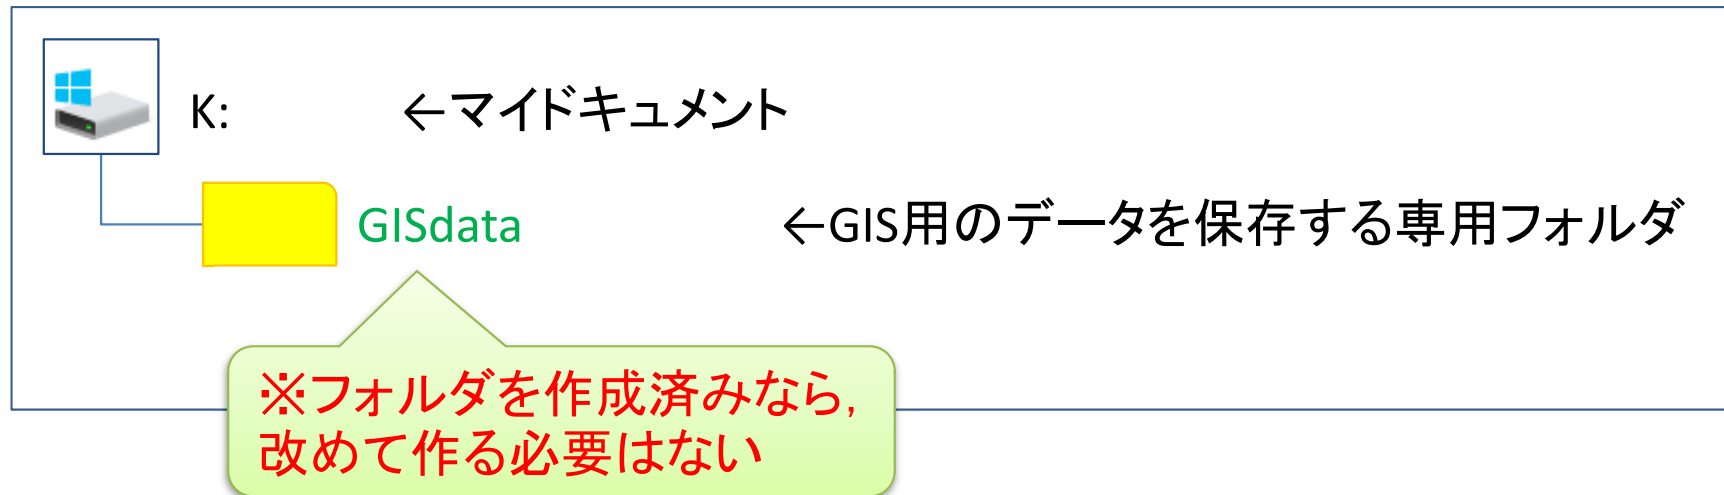 K: ←マイドキュメント
GISdata ←GIS用のデータを保存する専用フォルダ
※フォルダを作成済みなら,
改めて作る必要はない